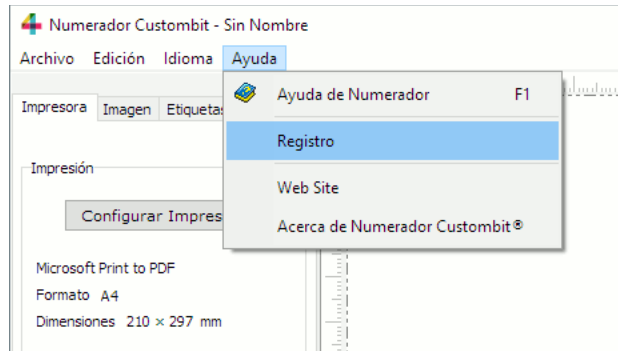 Numerador Custombit - Sin Nombre
Archivo Edición Idioma Ayuda
Ayuda de Numerador F1
Impresora Imagen Etiquetas
Registro
Impresión
Web Site
Configurar Impres
Acerca de Numerador Custombit®
Microsoft Print to PDF
Formato A4
Dimensiones 210 × 297 mm